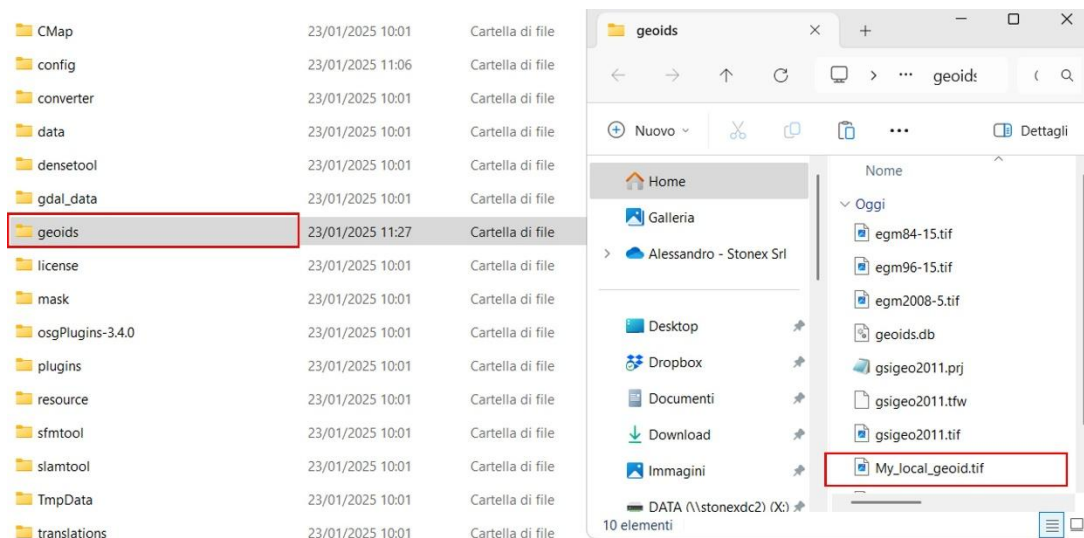 CMap 23/01/2025 10:01 Cartella di file
config 23/01/2025 11:06 Cartella di file
converter 23/01/2025 10:01 Cartella di file
data 23/01/2025 10:01 Cartella di file
densetool 23/01/2025 10:01 Cartella di file
gdal_data 23/01/2025 10:01 Cartella di file
geoids 23/01/2025 11:27 Cartella di file
license 23/01/2025 10:01 Cartella di file
mask 23/01/2025 10:01 Cartella di file
osgPlugins-3.4.0 23/01/2025 10:01 Cartella di file
plugins 23/01/2025 10:01 Cartella di file
resource 23/01/2025 10:01 Cartella di file
sfmtool 23/01/2025 10:01 Cartella di file
slamtool 23/01/2025 10:01 Cartella di file
TmpData 23/01/2025 10:01 Cartella di file
translations 23/01/2025 10:01 Cartella di file
geoids
geoids
Nuovo
Dettagli
Home
Galleria
Alessandro - Stonex Srl
Desktop
Dropbox
Documenti
Download
Immagini
DATA (\\stonexdc2) (X:)
Nome
Oggi
egm84-15.tif
egm96-15.tif
egm2008-5.tif
geoids.db
gsigeo2011.prj
gsigeo2011.tfw
gsigeo2011.tif
My_local_geoid.tif
10 elementi